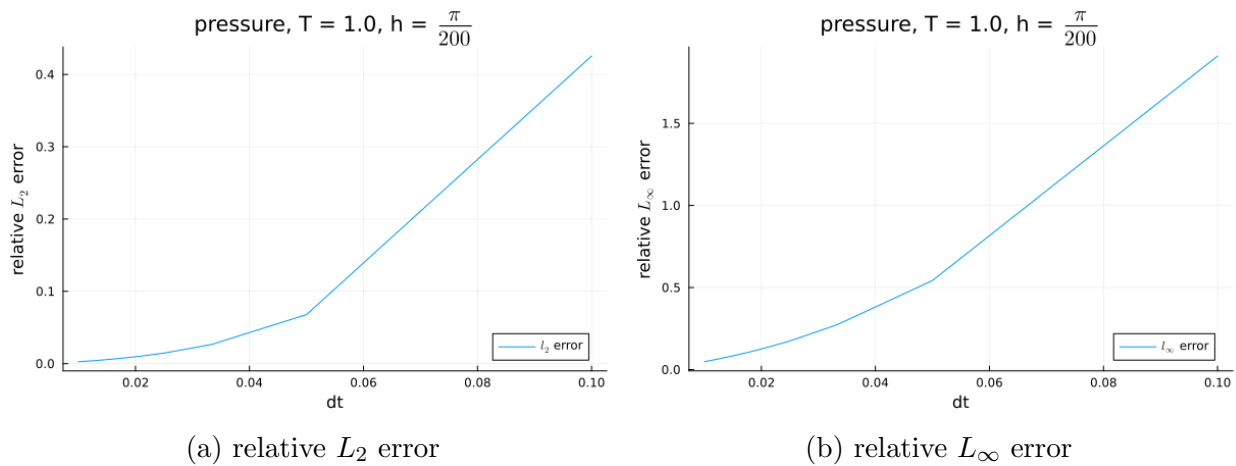 pressure, T = 1.0, h = π/200
0.4
0.3
0.2
0.1
0.0
relative L₂ error
l₂ error
0.02 0.04 0.06 0.08 0.10
dt
(a) relative L₂ error
pressure, T = 1.0, h = π/200
1.5
1.0
0.5
0.0
relative L∞ error
l∞ error
0.02 0.04 0.06 0.08 0.10
dt
(b) relative L∞ error